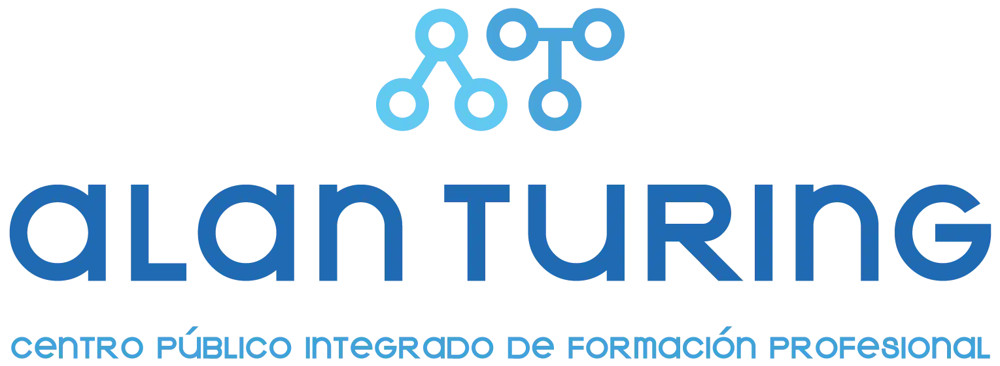 ALAN TURING
CENTRO PÚBLICO INTEGRADO DE FORMACIÓN PROFESIONAL